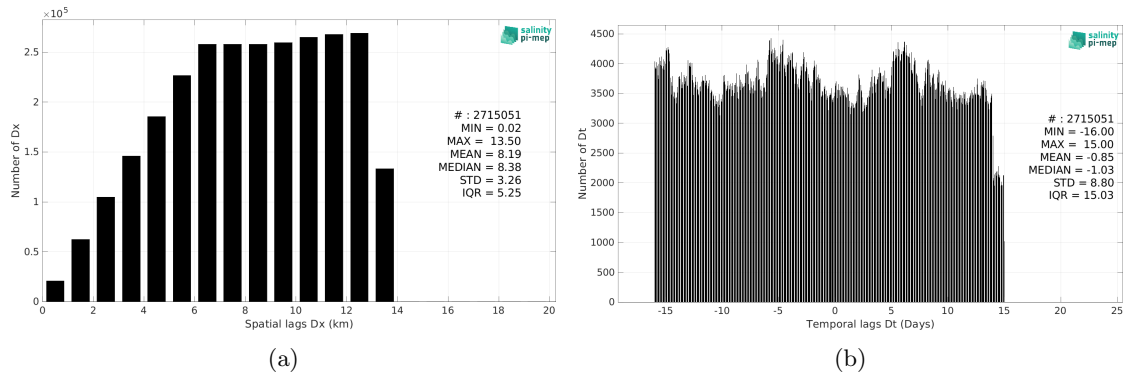 ×10⁵
2.5
2
1.5
1
0.5
0
0 2 4 6 8 10 12 14 16 18 20
Number of Dx
Spatial lags Dx (km)
salinity
pi-mep
# : 2715051
MIN = 0.02
MAX = 13.50
MEAN = 8.19
MEDIAN = 8.38
STD = 3.26
IQR = 5.25
(a)
4500
4000
3500
3000
2500
2000
1500
1000
500
0
-15 -10 -5 0 5 10 15 20 25
Number of Dt
Temporal lags Dt (Days)
salinity
pi-mep
# : 2715051
MIN = -16.00
MAX = 15.00
MEAN = -0.85
MEDIAN = -1.03
STD = 8.80
IQR = 15.03
(b)